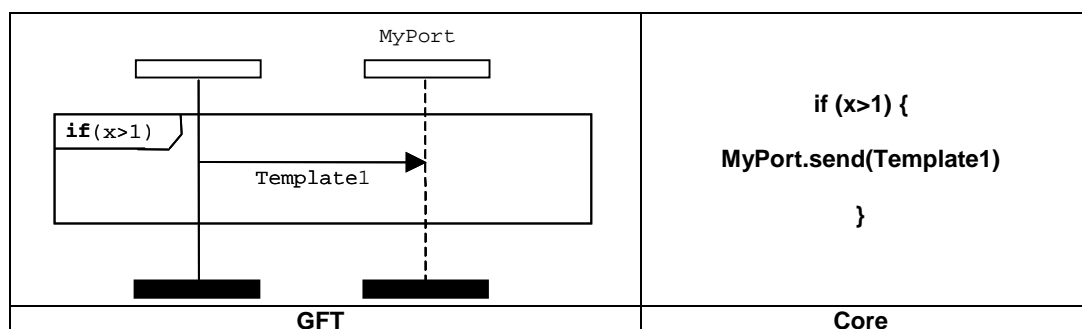 MyPort
if(x>1)
Template1
if (x>1) {
MyPort.send(Template1)
}
GFT
Core